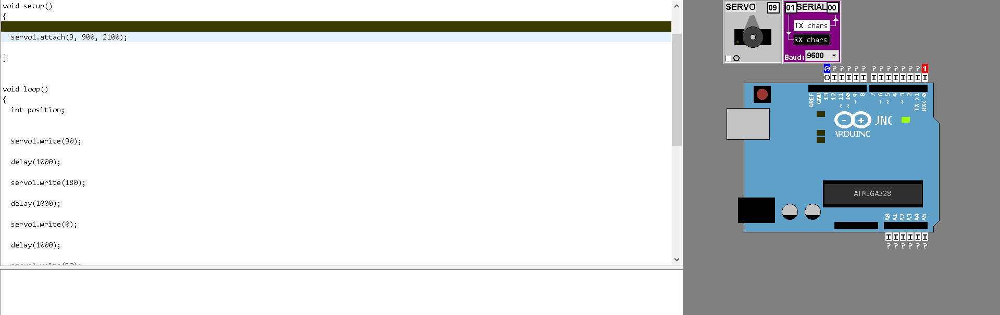 void setup()
{
servo1.attach(9, 900, 2100);
}
void loop()
{
int position;
servo1.write(90);
delay(1000);
servo1.write(180);
delay(1000);
servo1.write(0);
delay(1000);
SERVO 09
01 SERIAL 00
TX chars
RX chars
Baud: 9600
O
0 ? ? ? ? ? ? ? ? ? ? ? ? 1
O I I I I I I I I I I I I I
AREF GND 13 12 ~11 ~10 ~9 8 7 ~6 ~5 4 ~3 2 TX->1 RX<-0
- +
ATMEGA328
A0 A1 A2 A3 A4 A5
I I I I I I
? ? ? ? ? ?